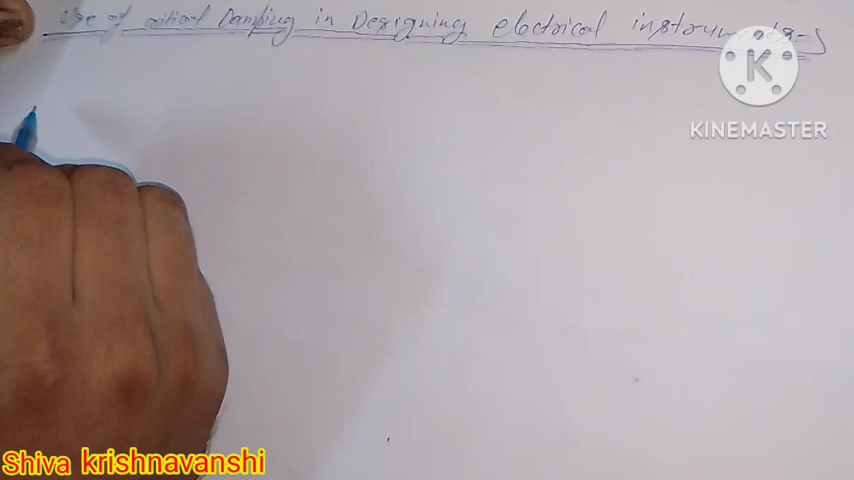 Use of critical Damping in Designing electrical instruments-s
KINEMASTER
Shiva krishnavanshi